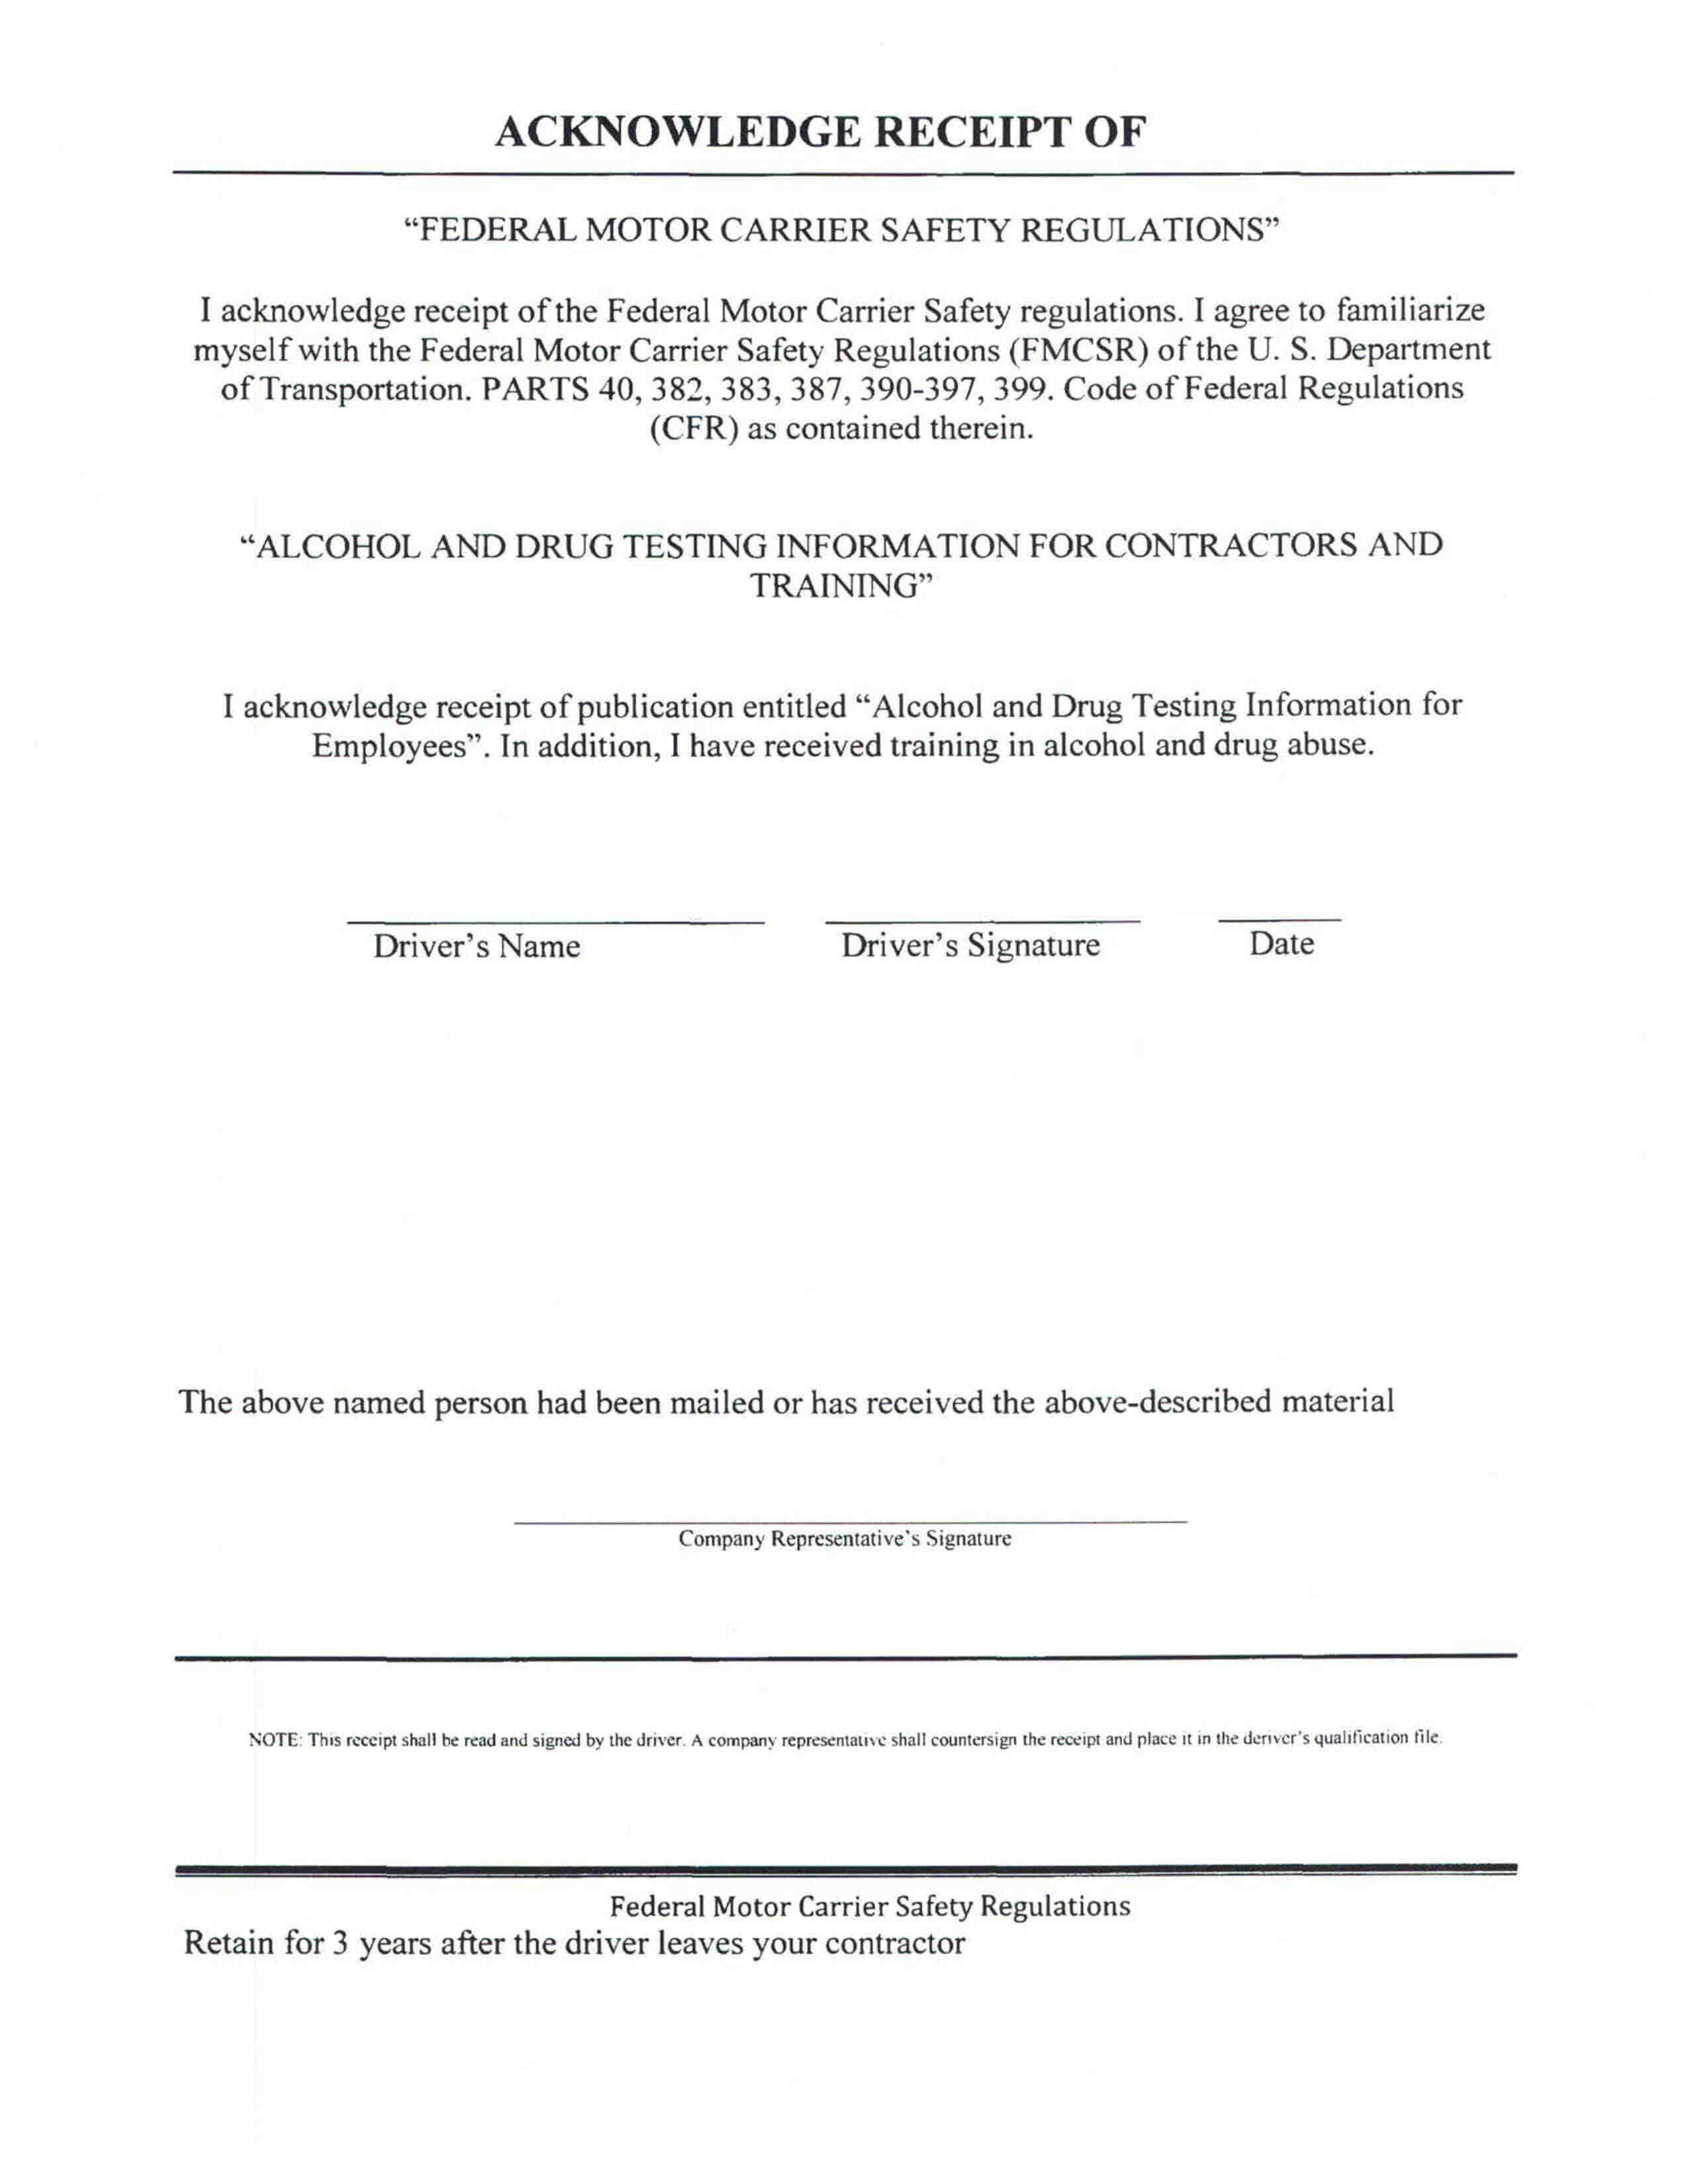 ACKNOWLEDGE RECEIPT OF
“FEDERAL MOTOR CARRIER SAFETY REGULATIONS”
I acknowledge receipt of the Federal Motor Carrier Safety regulations. I agree to familiarize
myself with the Federal Motor Carrier Safety Regulations (FMCSR) of the U. S. Department
of Transportation. PARTS 40, 382, 383, 387, 390-397, 399. Code of Federal Regulations
(CFR) as contained therein.
“ALCOHOL AND DRUG TESTING INFORMATION FOR CONTRACTORS AND
TRAINING”
I acknowledge receipt of publication entitled “Alcohol and Drug Testing Information for
Employees”. In addition, I have received training in alcohol and drug abuse.
Driver’s Name Driver’s Signature Date
The above named person had been mailed or has received the above-described material
Company Representative’s Signature
NOTE: This receipt shall be read and signed by the driver. A company representative shall countersign the receipt and place it in the deriver’s qualification file.
Federal Motor Carrier Safety Regulations
Retain for 3 years after the driver leaves your contractor